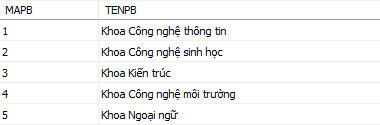 MAPB TENPB
1 Khoa Công nghệ thông tin
2 Khoa Công nghệ sinh học
3 Khoa Kiến trúc
4 Khoa Công nghệ môi trường
5 Khoa Ngoại ngữ